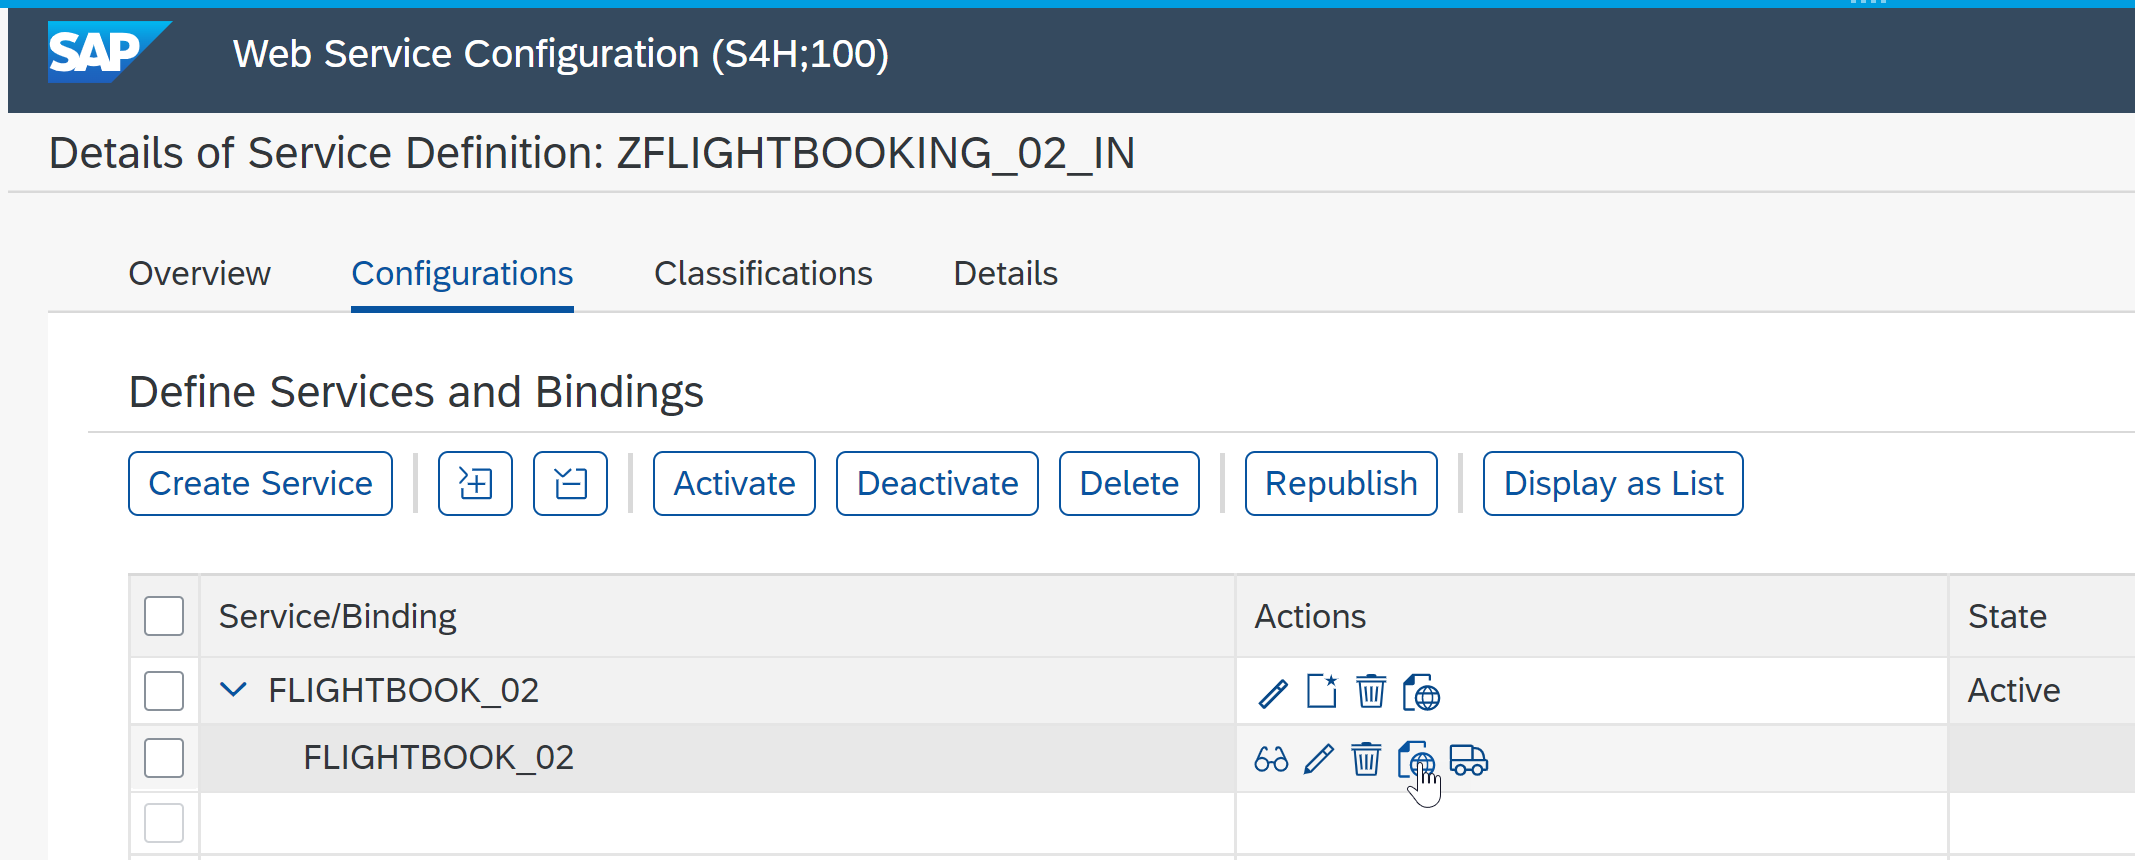 SAP Web Service Configuration (S4H;100)
Details of Service Definition: ZFLIGHTBOOKING_02_IN
Overview Configurations Classifications Details
Define Services and Bindings
Create Service Activate Deactivate Delete Republish Display as List
Service/Binding Actions State
FLIGHTBOOK_02 Active
FLIGHTBOOK_02